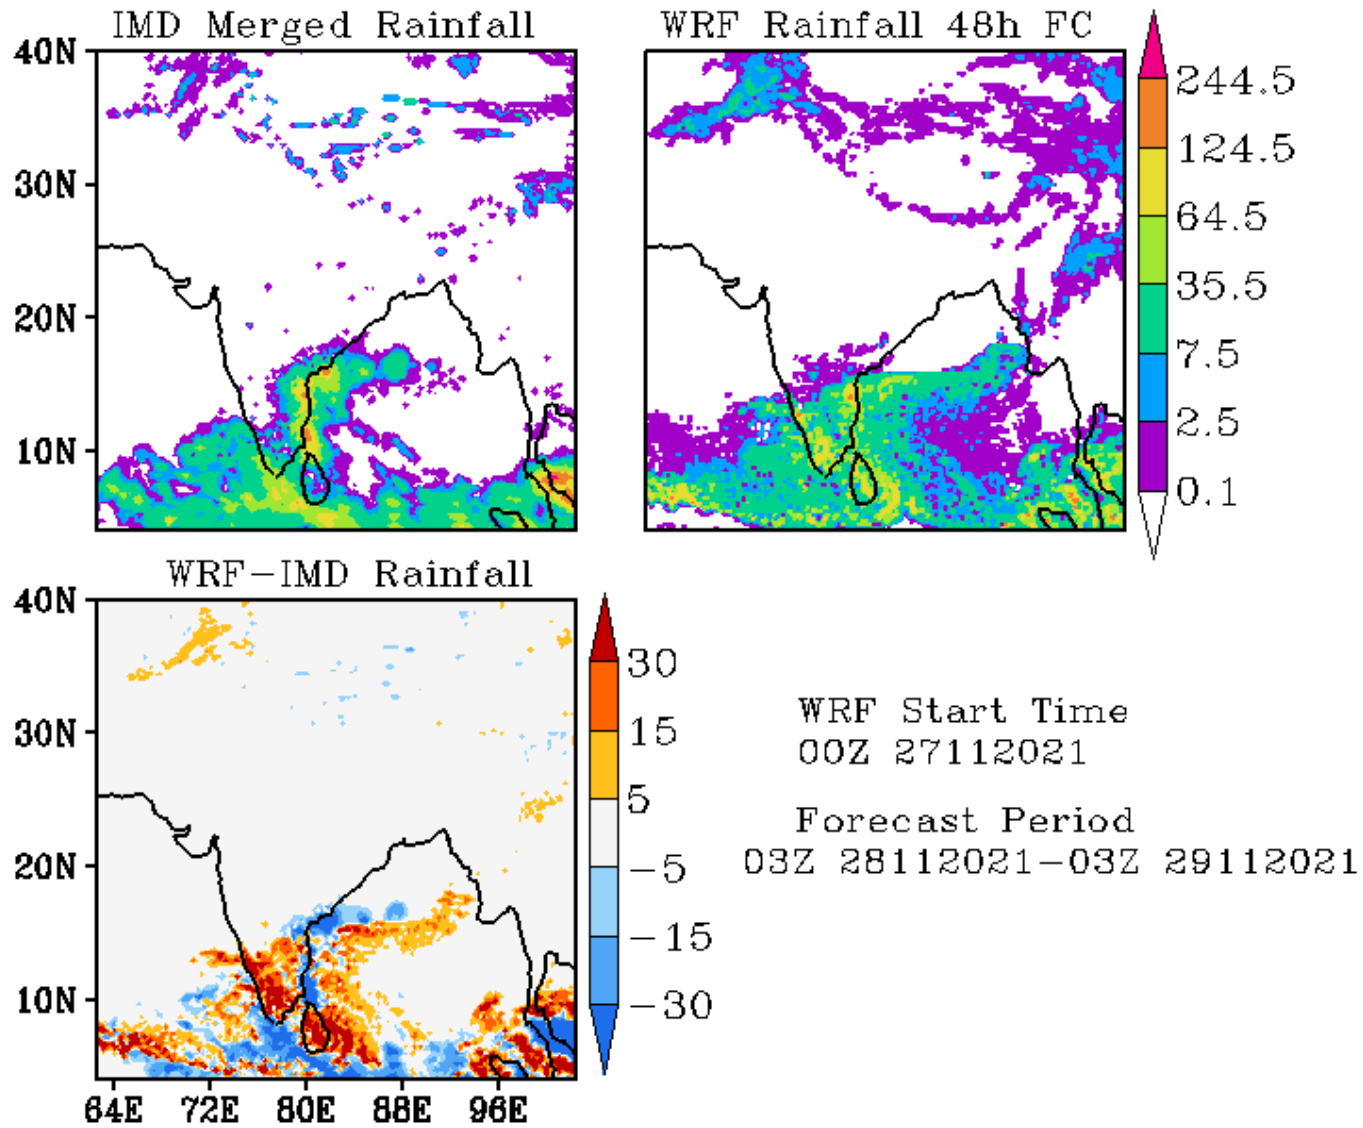 IMD Merged Rainfall
WRF Rainfall 48h FC
40N
30N
20N
10N
244.5
124.5
64.5
35.5
7.5
2.5
0.1
WRF-IMD Rainfall
40N
30N
20N
10N
64E 72E 80E 88E 96E
30
15
5
-5
-15
-30
WRF Start Time
00Z 27112021
Forecast Period
03Z 28112021-03Z 29112021